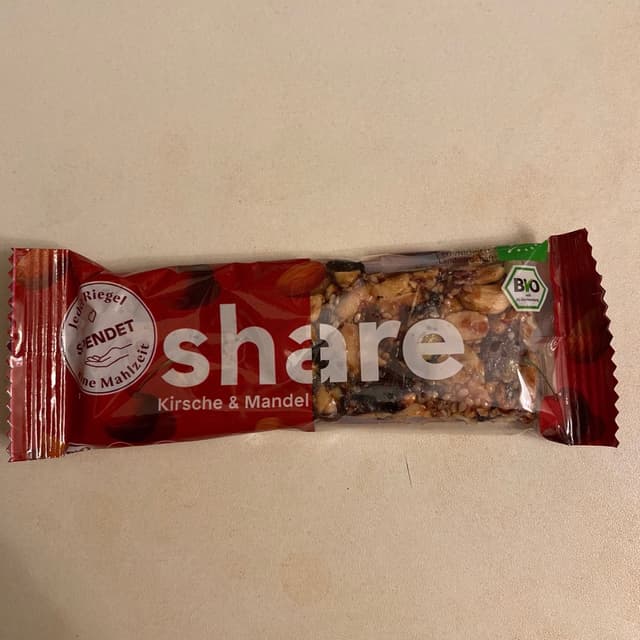 Jeder Riegel
SPENDET
eine Mahlzeit
share
Kirsche & Mandel
BIO